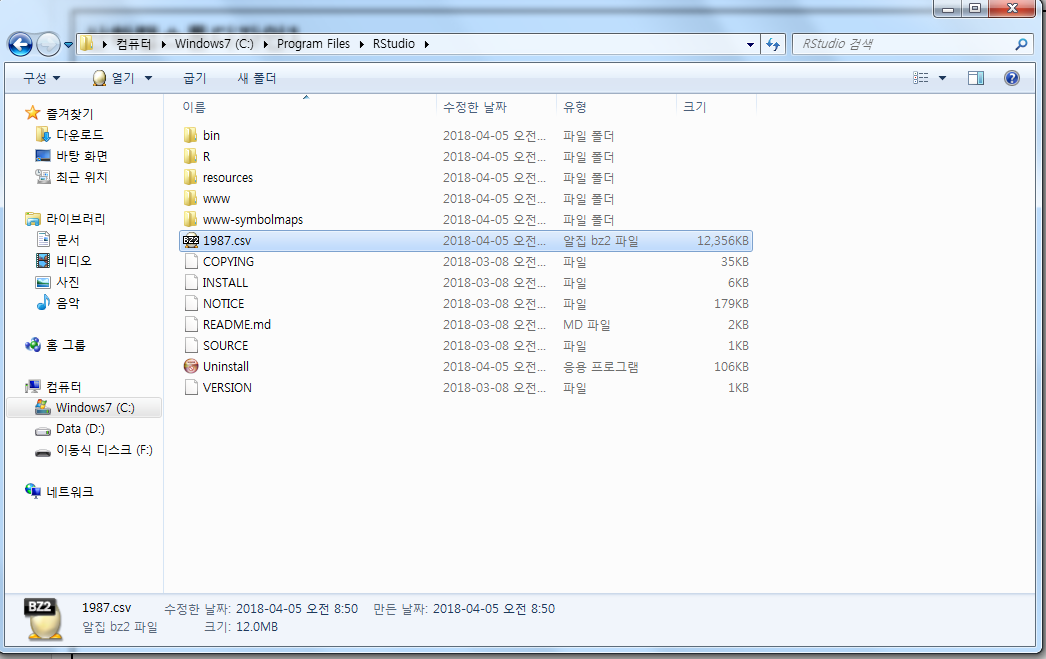 컴퓨터 ▸ Windows7 (C:) ▸ Program Files ▸ RStudio ▸
RStudio 검색
구성 열기 굽기 새 폴더
이름 수정한 날짜 유형 크기
즐겨찾기
다운로드
바탕 화면
최근 위치
라이브러리
문서
비디오
사진
음악
홈 그룹
컴퓨터
Windows7 (C:)
Data (D:)
이동식 디스크 (F:)
네트워크
bin 2018-04-05 오전... 파일 폴더
R 2018-04-05 오전... 파일 폴더
resources 2018-04-05 오전... 파일 폴더
www 2018-04-05 오전... 파일 폴더
www-symbolmaps 2018-04-05 오전... 파일 폴더
BZ2 1987.csv 2018-04-05 오전... 알집 bz2 파일 12,356KB
COPYING 2018-03-08 오전... 파일 35KB
INSTALL 2018-03-08 오전... 파일 6KB
NOTICE 2018-03-08 오전... 파일 179KB
README.md 2018-03-08 오전... MD 파일 2KB
SOURCE 2018-03-08 오전... 파일 1KB
Uninstall 2018-04-05 오전... 응용 프로그램 106KB
VERSION 2018-03-08 오전... 파일 1KB
BZ2
1987.csv 수정한 날짜: 2018-04-05 오전 8:50 만든 날짜: 2018-04-05 오전 8:50
알집 bz2 파일 크기: 12.0MB